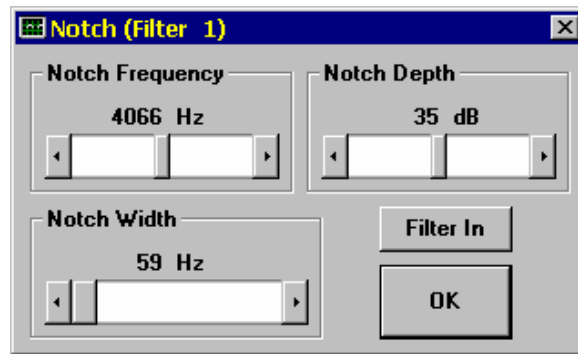 Notch (Filter 1)
Notch Frequency
4066 Hz
Notch Depth
35 dB
Notch Width
59 Hz
Filter In
OK